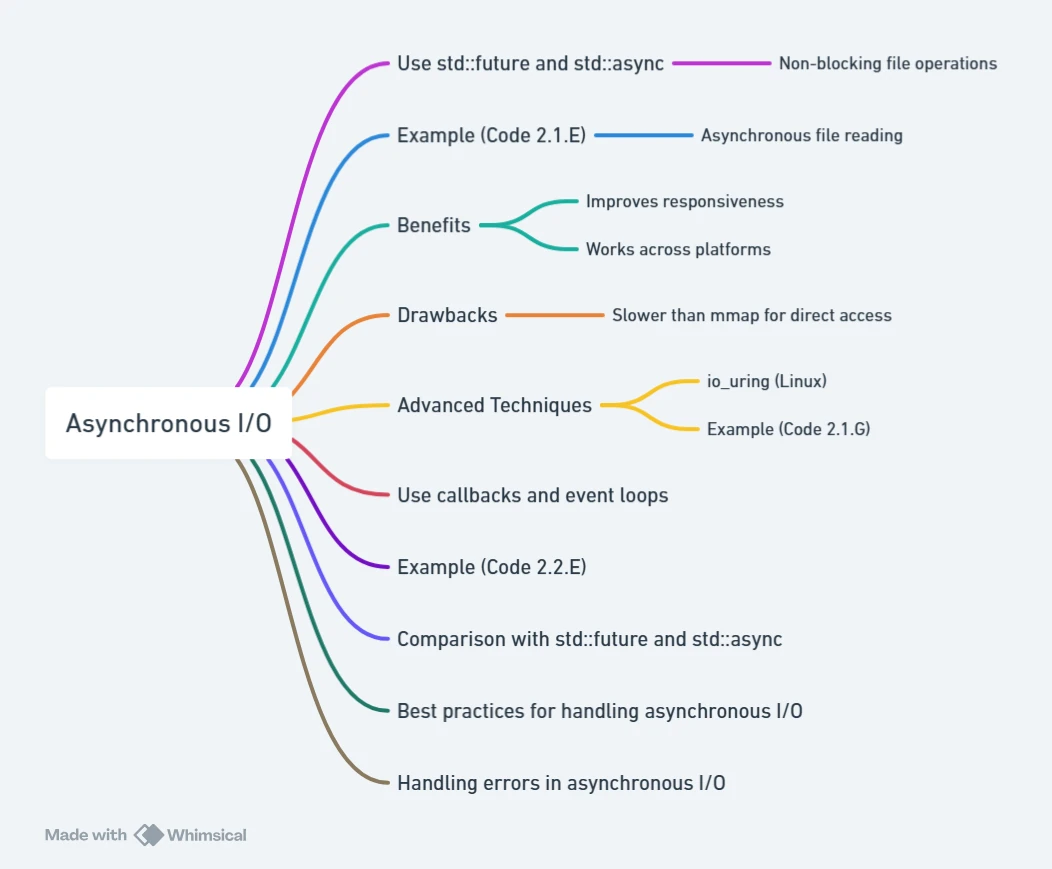 Use std::future and std::async
Non-blocking file operations
Example (Code 2.1.E)
Asynchronous file reading
Benefits
Improves responsiveness
Works across platforms
Drawbacks
Slower than mmap for direct access
Asynchronous I/O
Advanced Techniques
io_uring (Linux)
Example (Code 2.1.G)
Use callbacks and event loops
Example (Code 2.2.E)
Comparison with std::future and std::async
Best practices for handling asynchronous I/O
Handling errors in asynchronous I/O
Made with Whimsical